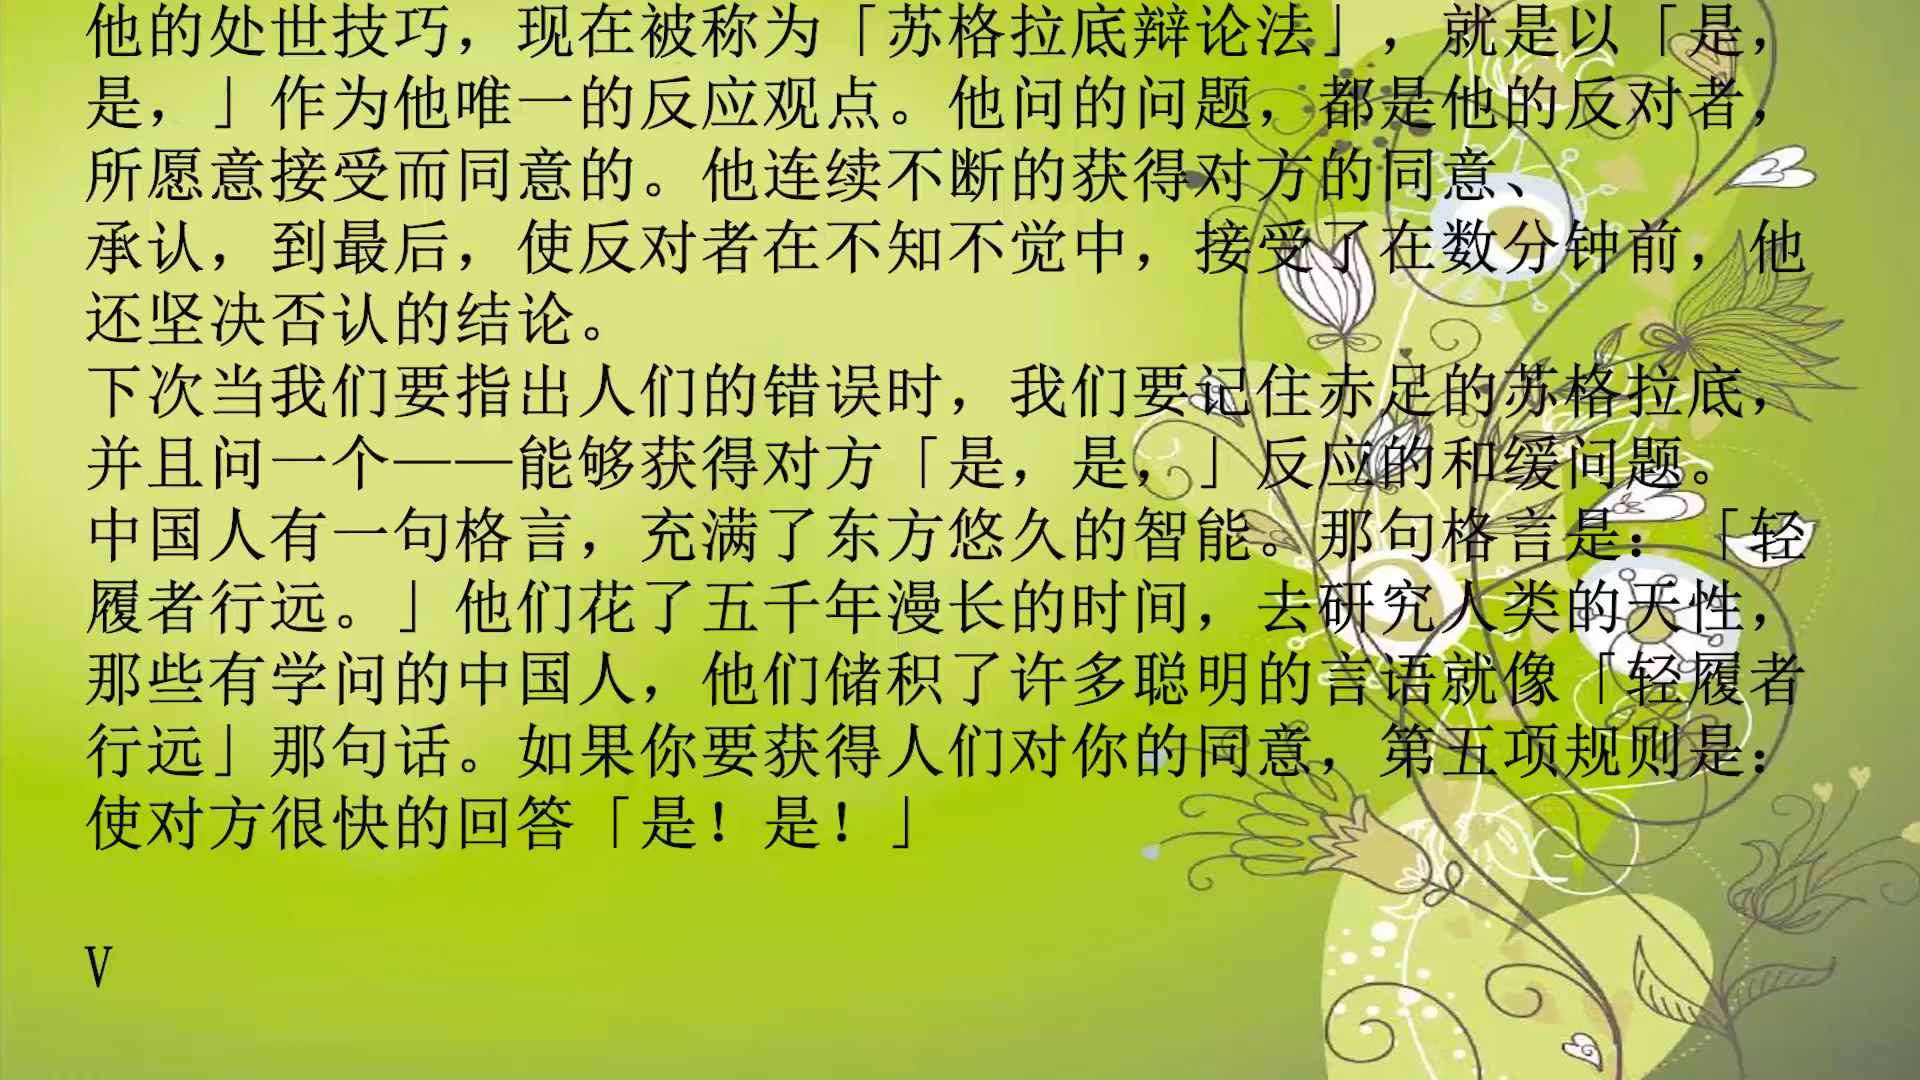 他的处世技巧，现在被称为「苏格拉底辩论法」，就是以「是，
是，」作为他唯一的反应观点。他问的问题，都是他的反对者，
所愿意接受而同意的。他连续不断的获得对方的同意、
承认，到最后，使反对者在不知不觉中，接受了在数分钟前，他
还坚决否认的结论。
下次当我们要指出人们的错误时，我们要记住赤足的苏格拉底，
并且问一个——能够获得对方「是，是，」反应的和缓问题。
中国人有一句格言，充满了东方悠久的智能。那句格言是：「轻
履者行远。」他们花了五千年漫长的时间，去研究人类的天性，
那些有学问的中国人，他们储积了许多聪明的言语就像「轻履者
行远」那句话。如果你要获得人们对你的同意，第五项规则是：
使对方很快的回答「是！是！」
V